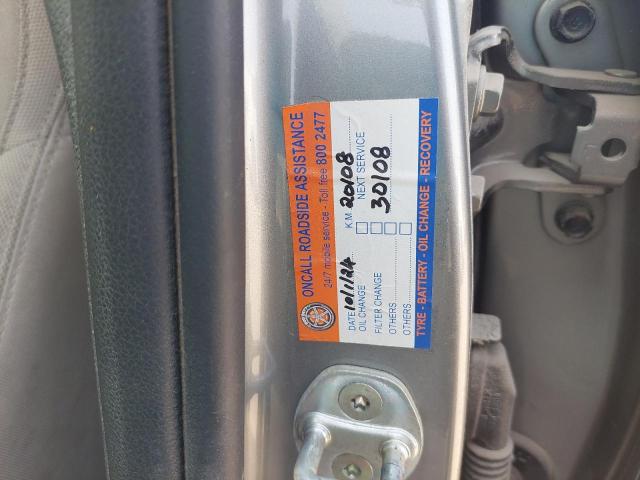 ONCALL ROADSIDE ASSISTANCE
24/7 mobile service - Toll free 800 2477
DATE 10/1/24 K.M 20108
OIL CHANGE NEXT SERVICE
FILTER CHANGE 30108
OTHERS
OTHERS
TYRE - BATTERY - OIL CHANGE - RECOVERY